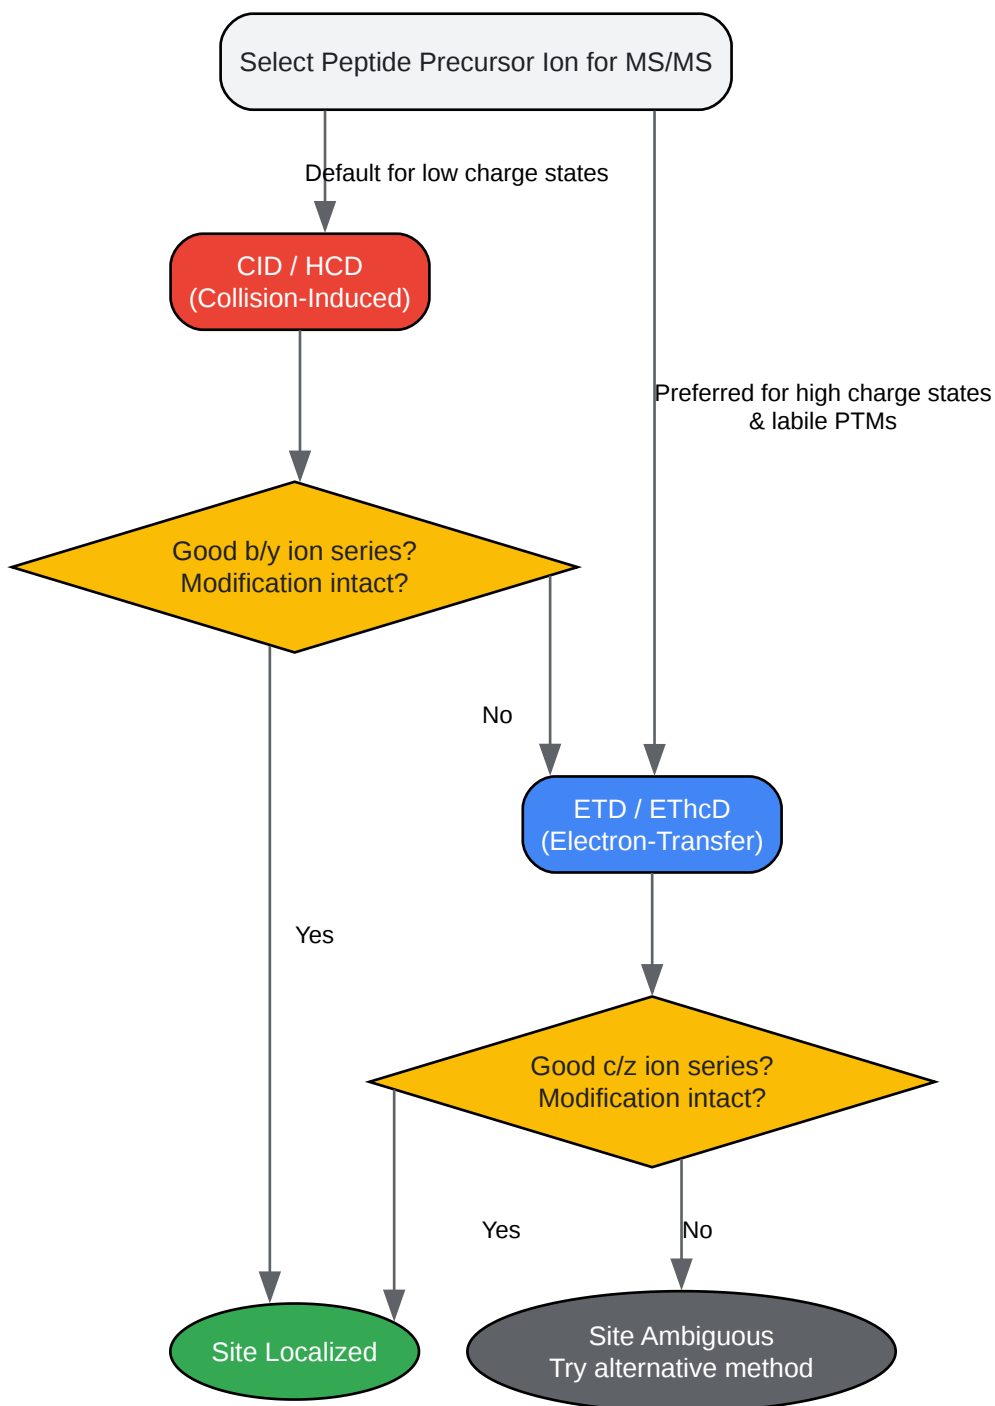 Select Peptide Precursor Ion for MS/MS
Default for low charge states
CID / HCD
(Collision-Induced)
Preferred for high charge states
& labile PTMs
Good b/y ion series?
Modification intact?
No
ETD / EThcD
(Electron-Transfer)
Yes
Good c/z ion series?
Modification intact?
Yes
No
Site Localized
Site Ambiguous
Try alternative method